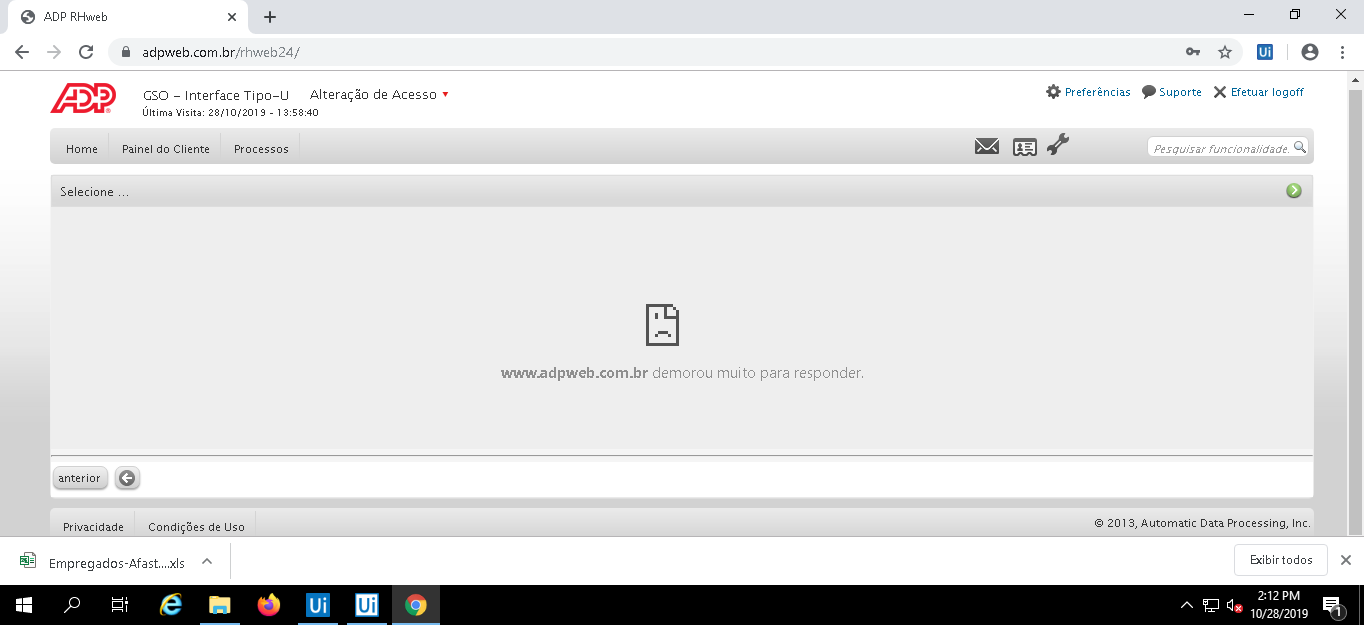 ADP RHweb
adpweb.com.br/rhweb24/
Ui
ADP
GSO - Interface Tipo-U Alteração de Acesso
Última Visita: 28/10/2019 - 13:58:40
Preferências Suporte Efetuar logoff
Home Painel do Cliente Processos
Pesquisar funcionalidade.
Selecione ...
www.adpweb.com.br demorou muito para responder.
anterior
Privacidade Condições de Uso
© 2013, Automatic Data Processing, Inc.
Empregados-Afast....xls
Exibir todos
Ui Ui
2:12 PM
10/28/2019
1